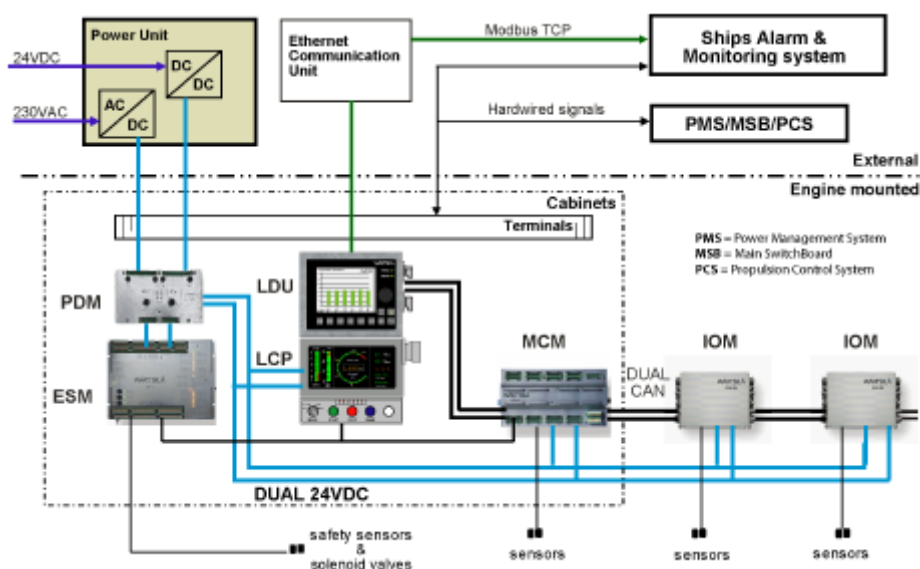 Power Unit
24VDC
DC
DC
230VAC
AC
DC
Ethernet
Communication
Unit
Modbus TCP
Ships Alarm &
Monitoring system
Hardwired signals
PMS/MSB/PCS
External
Engine mounted
Cabinets
Terminals
PMS = Power Management System
MSB = Main SwitchBoard
PCS = Propulsion Control System
LDU
PDM
LCP
MCM
IOM
IOM
ESM
DUAL
CAN
DUAL 24VDC
safety sensors
&
solenoid valves
sensors
sensors
sensors